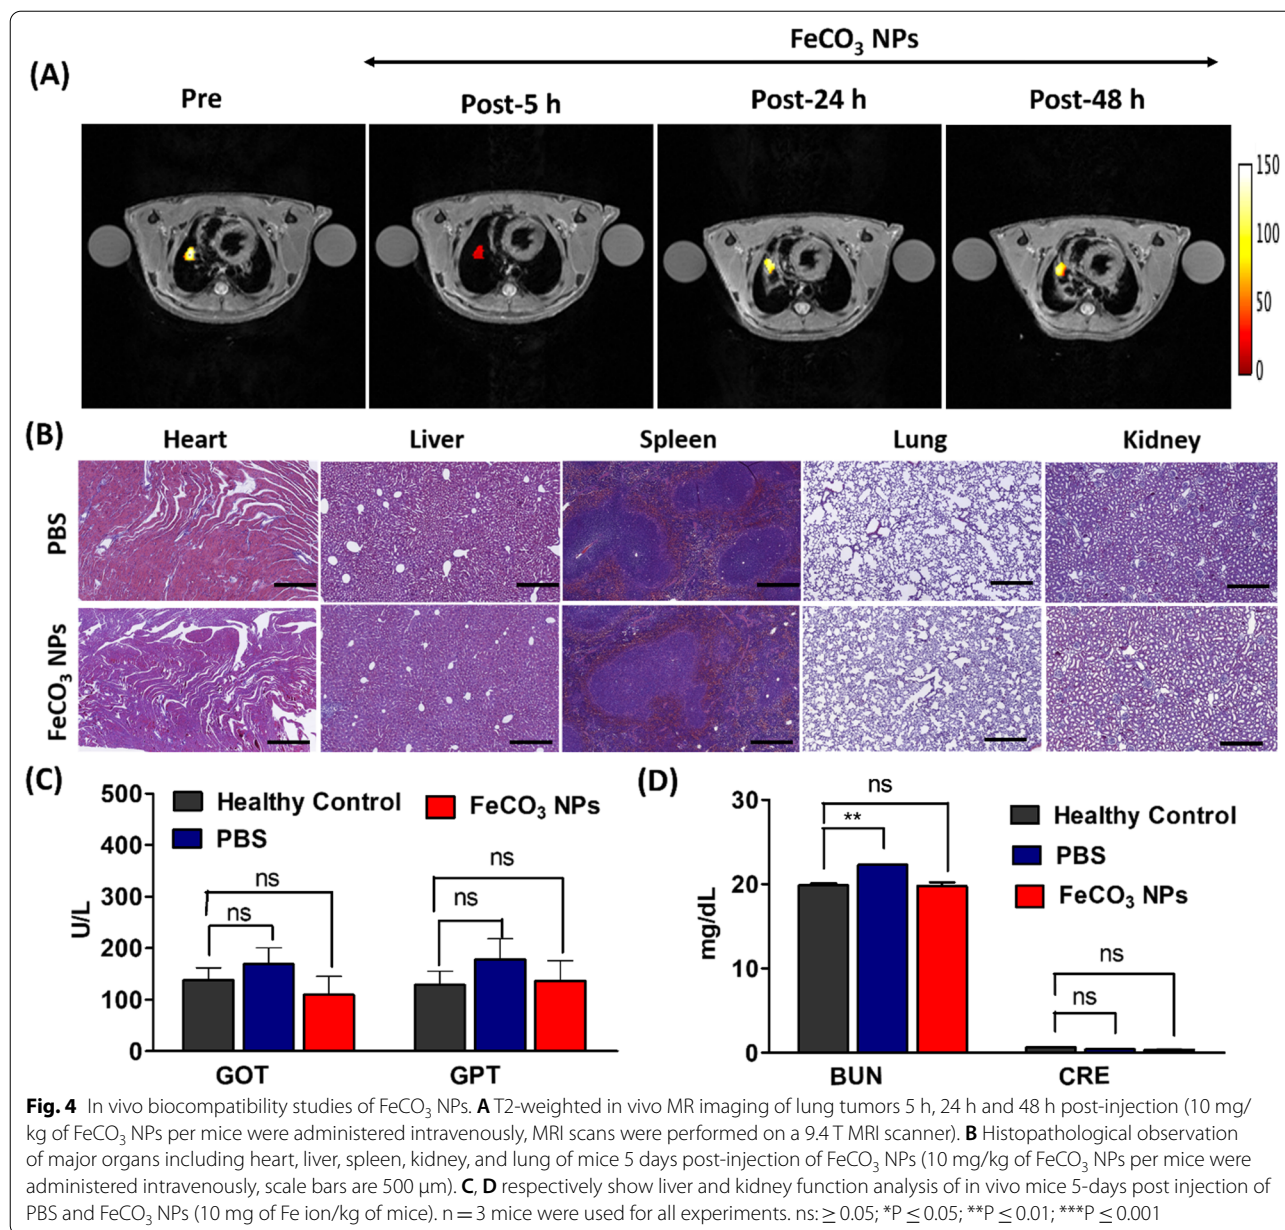 FeCO₃ NPs
(A)
Pre
Post-5 h
Post-24 h
Post-48 h
150
100
50
0
(B)
Heart
Liver
Spleen
Lung
Kidney
PBS
FeCO₃ NPs
(C)
500
400
300
200
100
0
U/L
Healthy Control
FeCO₃ NPs
PBS
ns
ns
ns
ns
GOT
GPT
(D)
30
20
10
0
mg/dL
ns
**
Healthy Control
PBS
FeCO₃ NPs
ns
ns
BUN
CRE
Fig. 4 In vivo biocompatibility studies of FeCO₃ NPs. A T2-weighted in vivo MR imaging of lung tumors 5 h, 24 h and 48 h post-injection (10 mg/
kg of FeCO₃ NPs per mice were administered intravenously, MRI scans were performed on a 9.4 T MRI scanner). B Histopathological observation
of major organs including heart, liver, spleen, kidney, and lung of mice 5 days post-injection of FeCO₃ NPs (10 mg/kg of FeCO₃ NPs per mice were
administered intravenously, scale bars are 500 μm). C, D respectively show liver and kidney function analysis of in vivo mice 5-days post injection of
PBS and FeCO₃ NPs (10 mg of Fe ion/kg of mice). n = 3 mice were used for all experiments. ns: ≥ 0.05; *P ≤ 0.05; **P ≤ 0.01; ***P ≤ 0.001